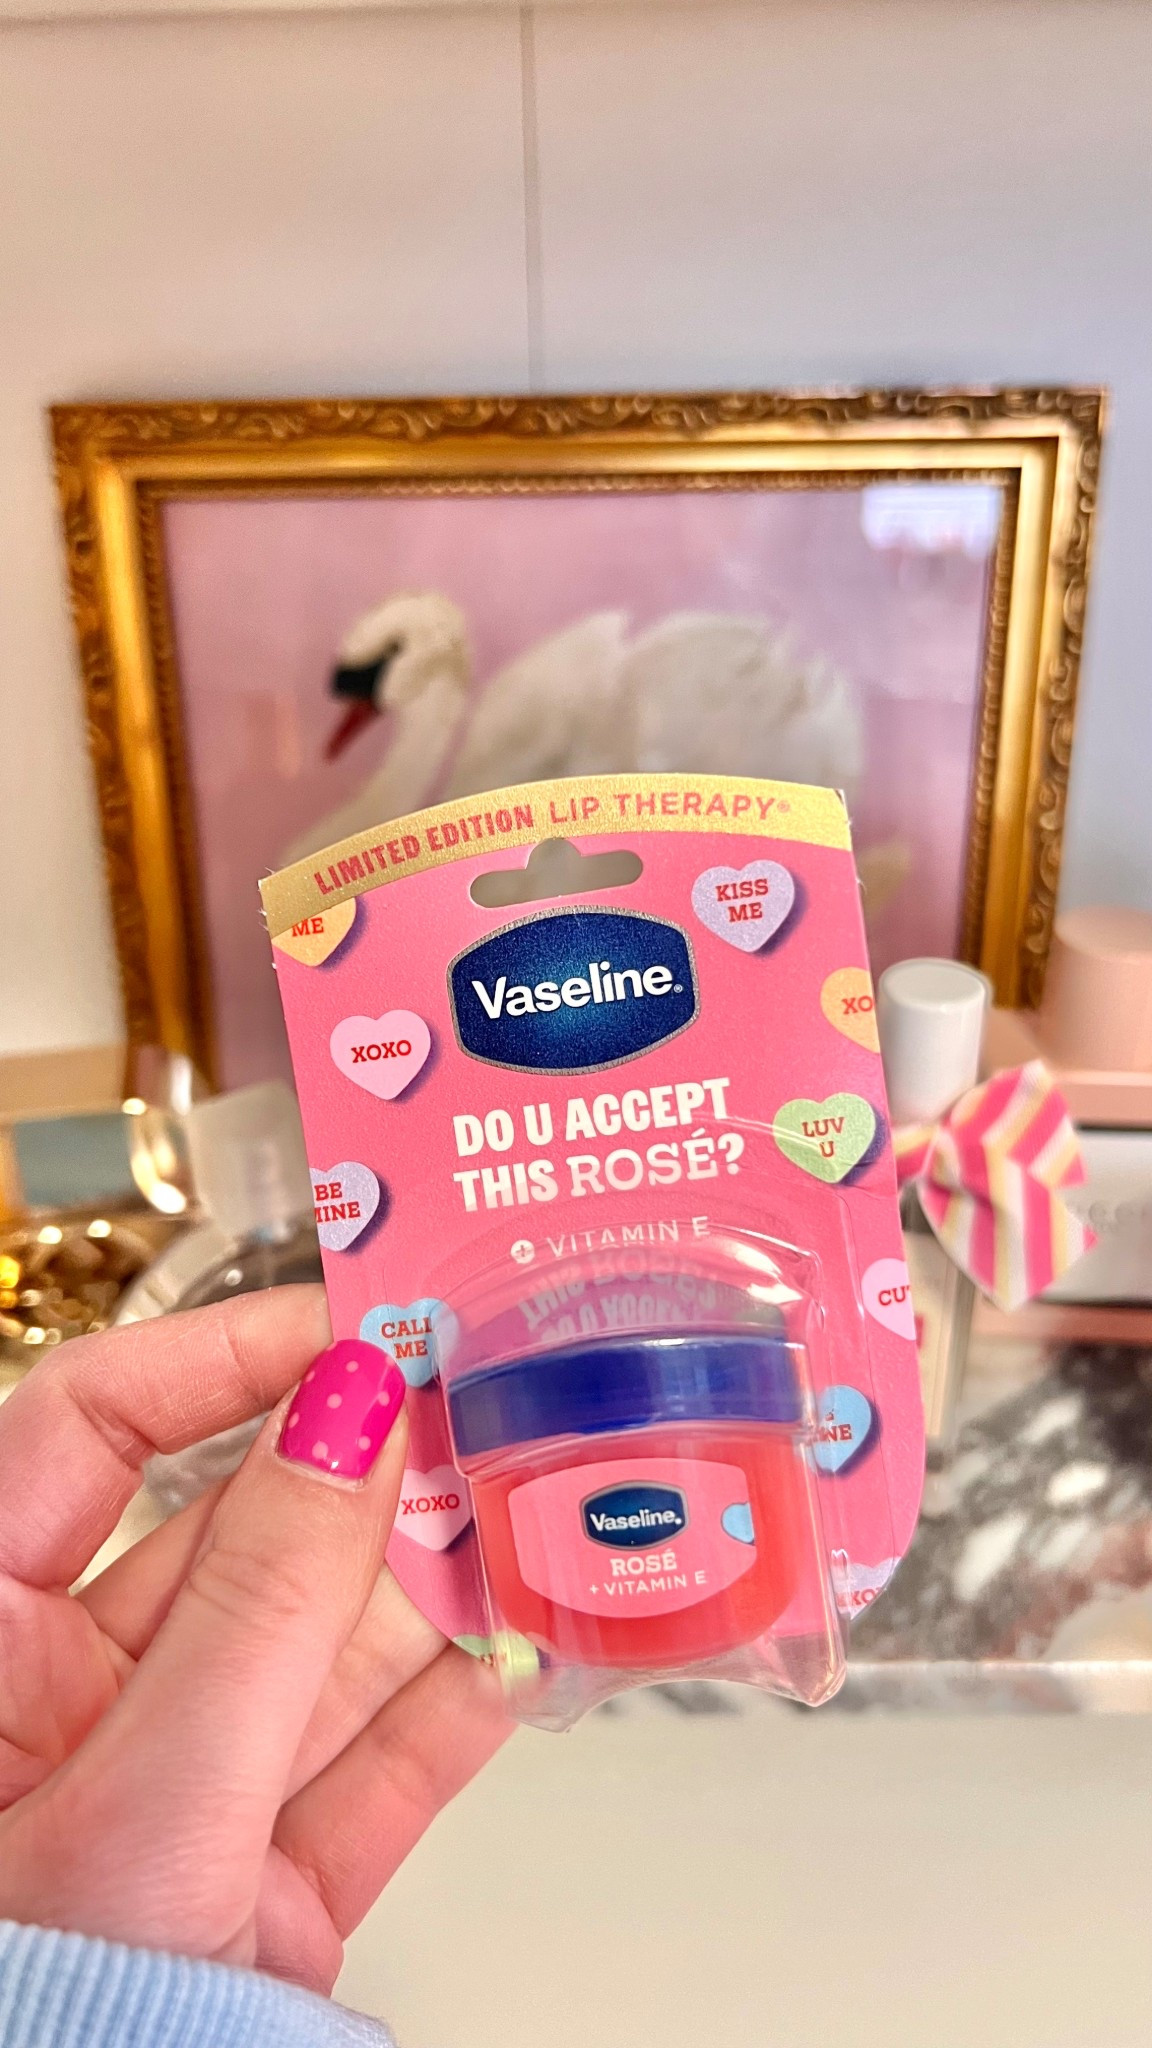 LIMITED EDITION LIP THERAPY®
ME
KISS
ME
Vaseline®
XO
XOXO
DO U ACCEPT
THIS ROSÉ?
LUV
U
BE
MINE
+ VITAMIN E
CU
CALL
ME
XOXO
Vaseline.
ROSÉ
+ VITAMIN E